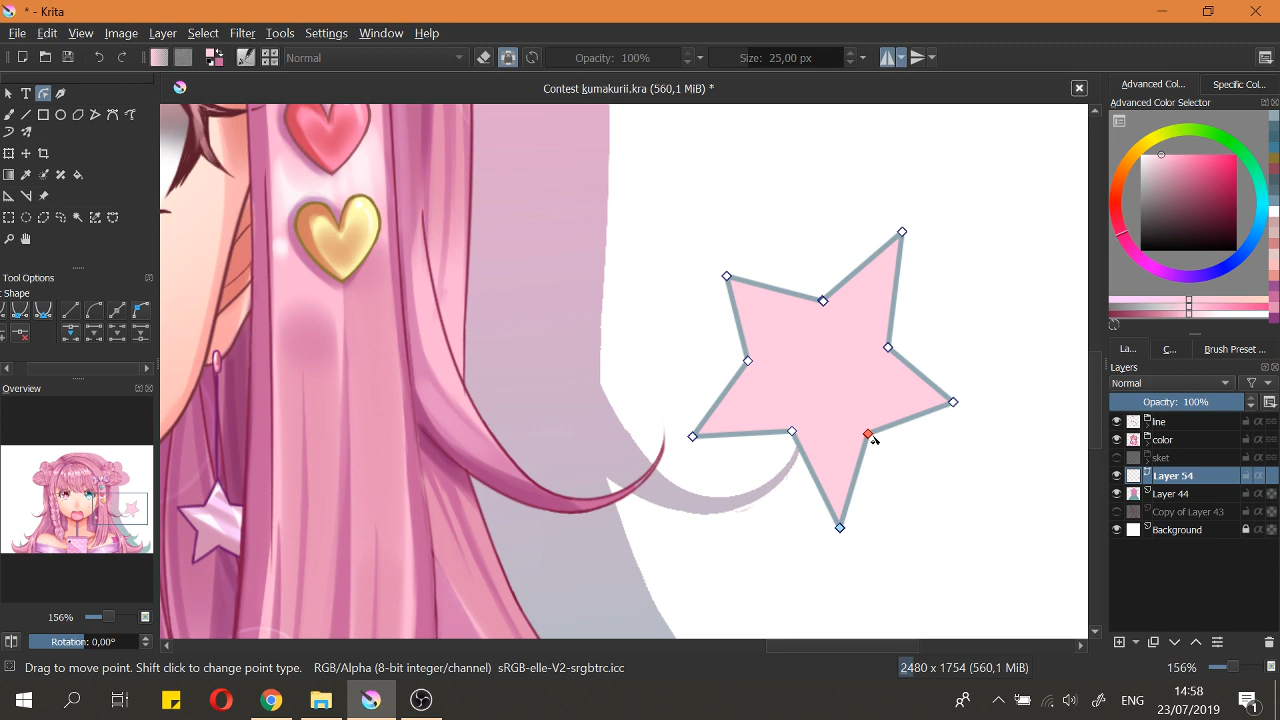 * - Krita
File Edit View Image Layer Select Filter Tools Settings Window Help
Normal Opacity: 100% Size: 25,00 px
Contest kumakurii.kra (560,1 MiB) *
Advanced Col... Specific Col...
Advanced Color Selector
Tool Options
Shape
Overview
La... C... Brush Preset ...
Layers
Normal
Opacity: 100%
line
Color
sket
Layer 54
Layer 44
Copy of Layer 43
Background
156%
Rotation: 0,00°
Drag to move point. Shift click to change point type. RGB/Alpha (8-bit integer/channel) sRGB-elle-V2-srgbtrc.icc 2480 x 1754 (560,1 MiB) 156%
ENG
14:58
23/07/2019
1